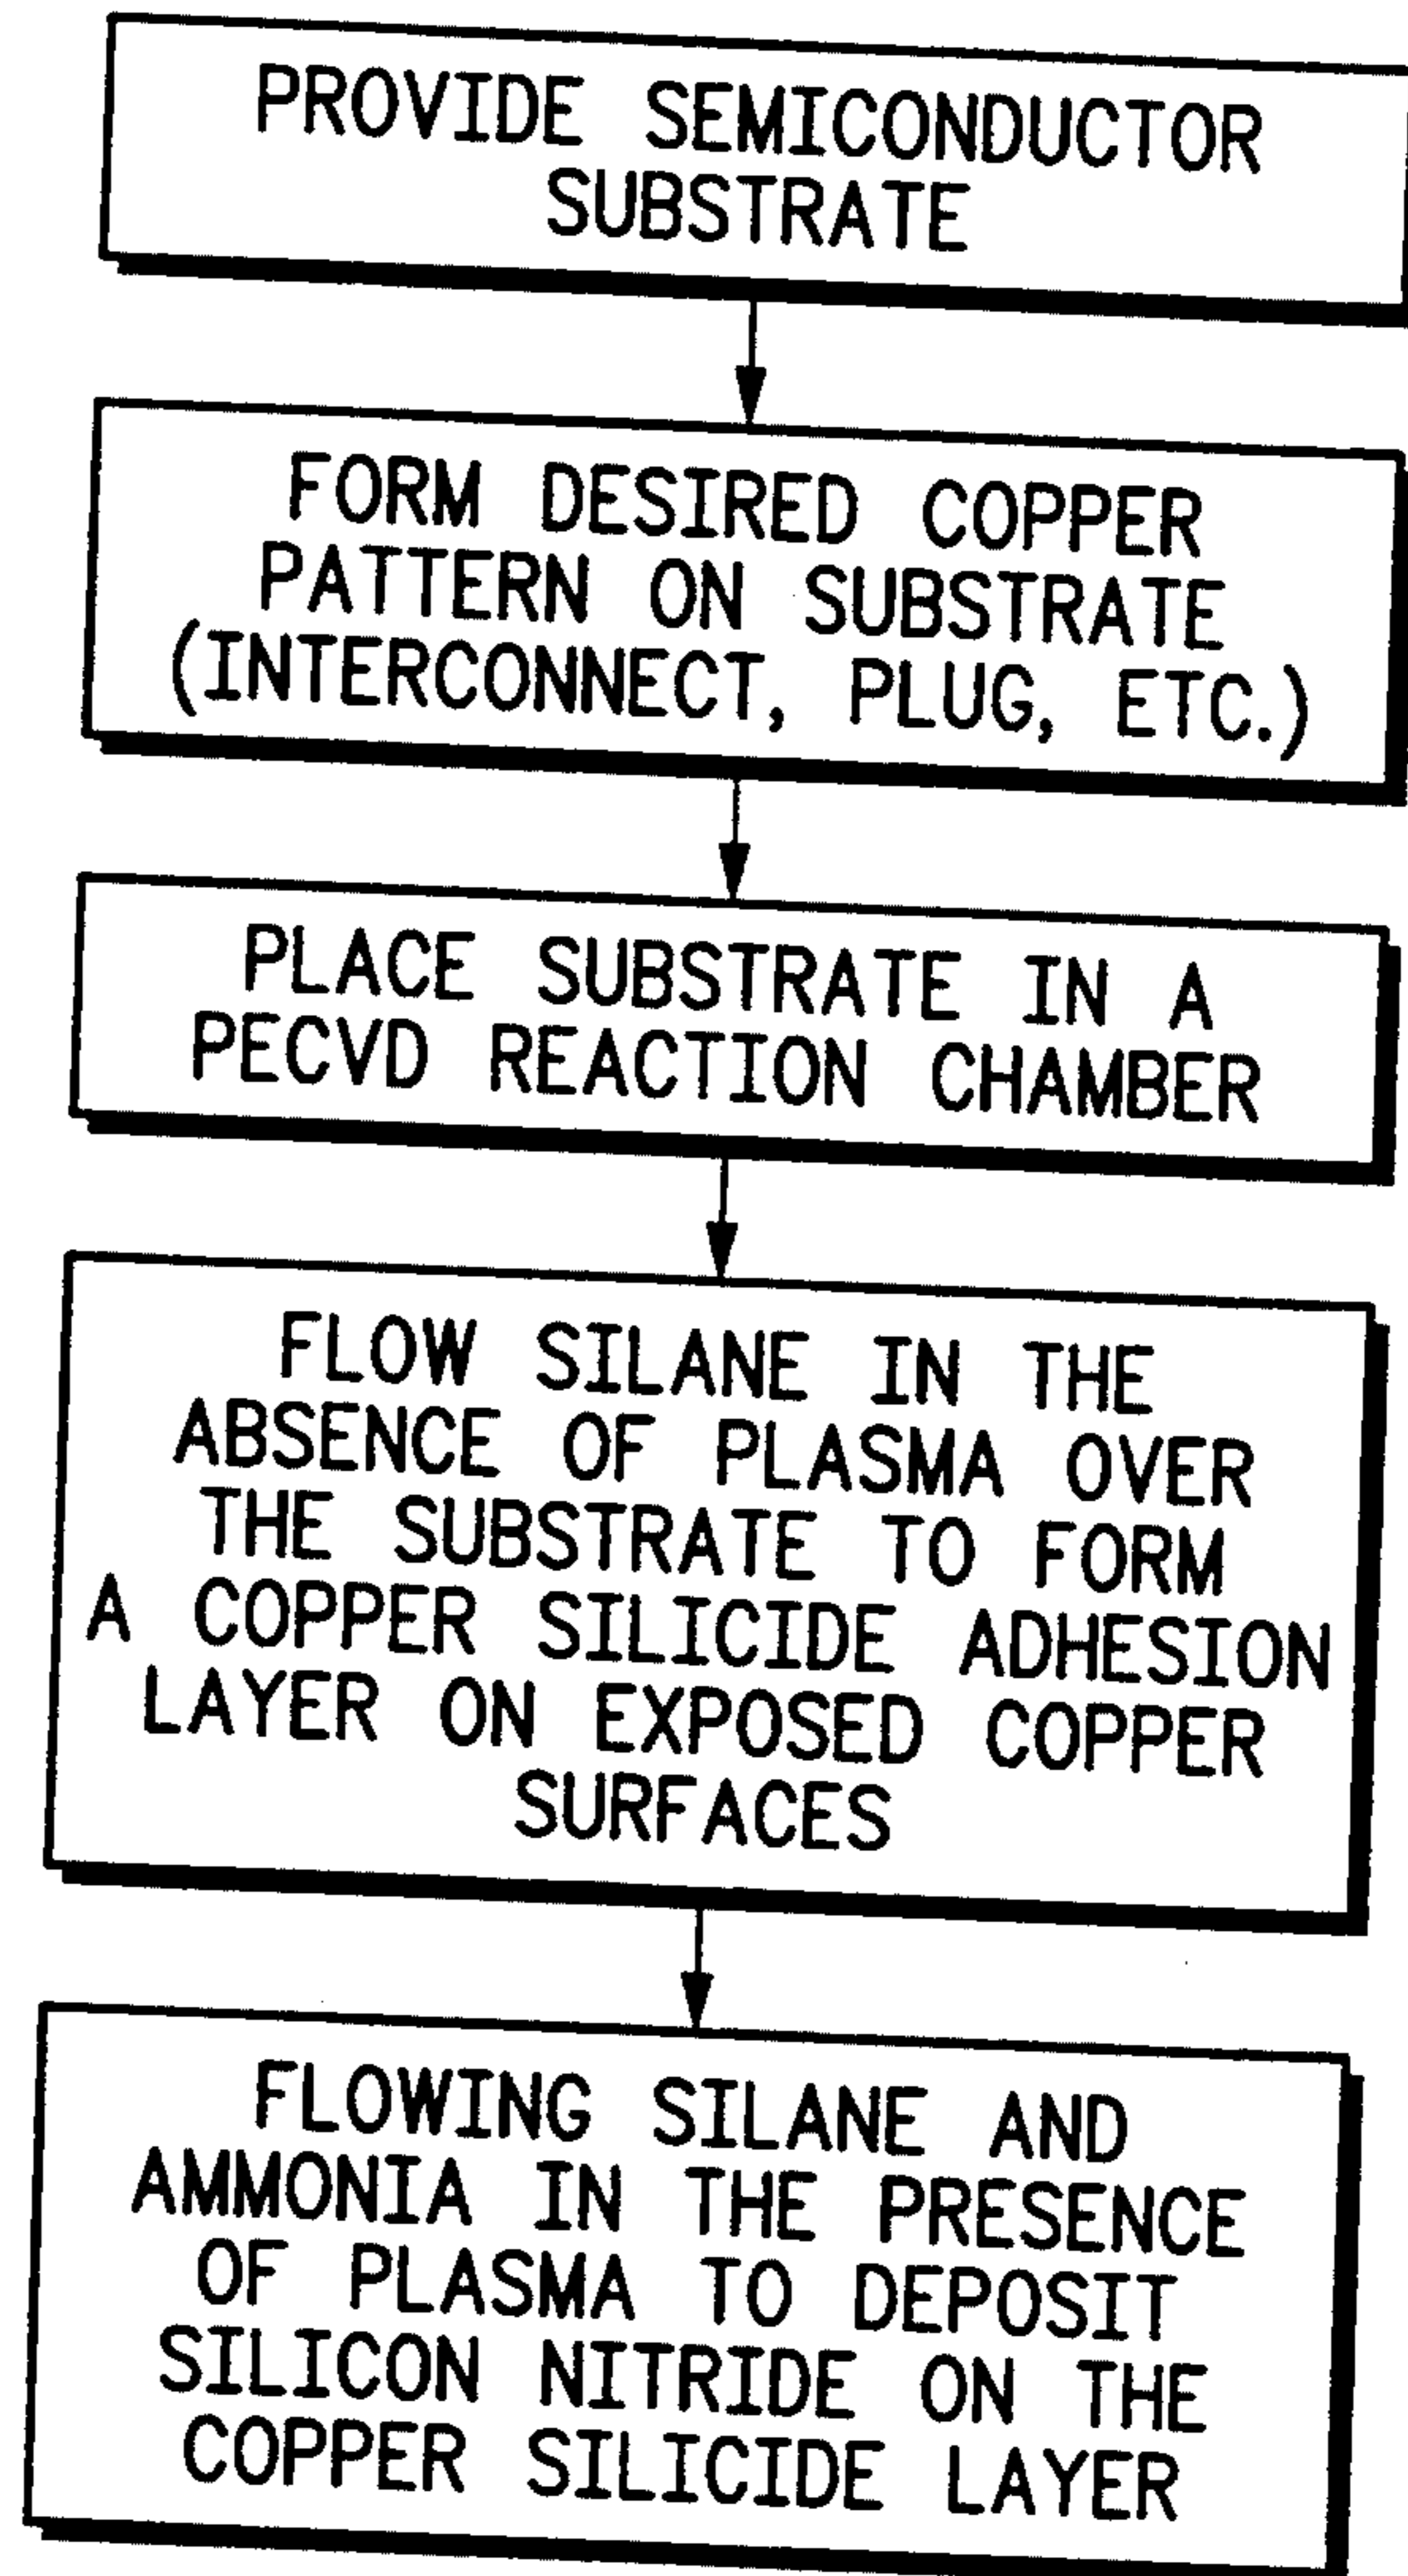 PROVIDE SEMICONDUCTOR
SUBSTRATE
FORM DESIRED COPPER
PATTERN ON SUBSTRATE
(INTERCONNECT, PLUG, ETC.)
PLACE SUBSTRATE IN A
PECVD REACTION CHAMBER
FLOW SILANE IN THE
ABSENCE OF PLASMA OVER
THE SUBSTRATE TO FORM
A COPPER SILICIDE ADHESION
LAYER ON EXPOSED COPPER
SURFACES
FLOWING SILANE AND
AMMONIA IN THE PRESENCE
OF PLASMA TO DEPOSIT
SILICON NITRIDE ON THE
COPPER SILICIDE LAYER